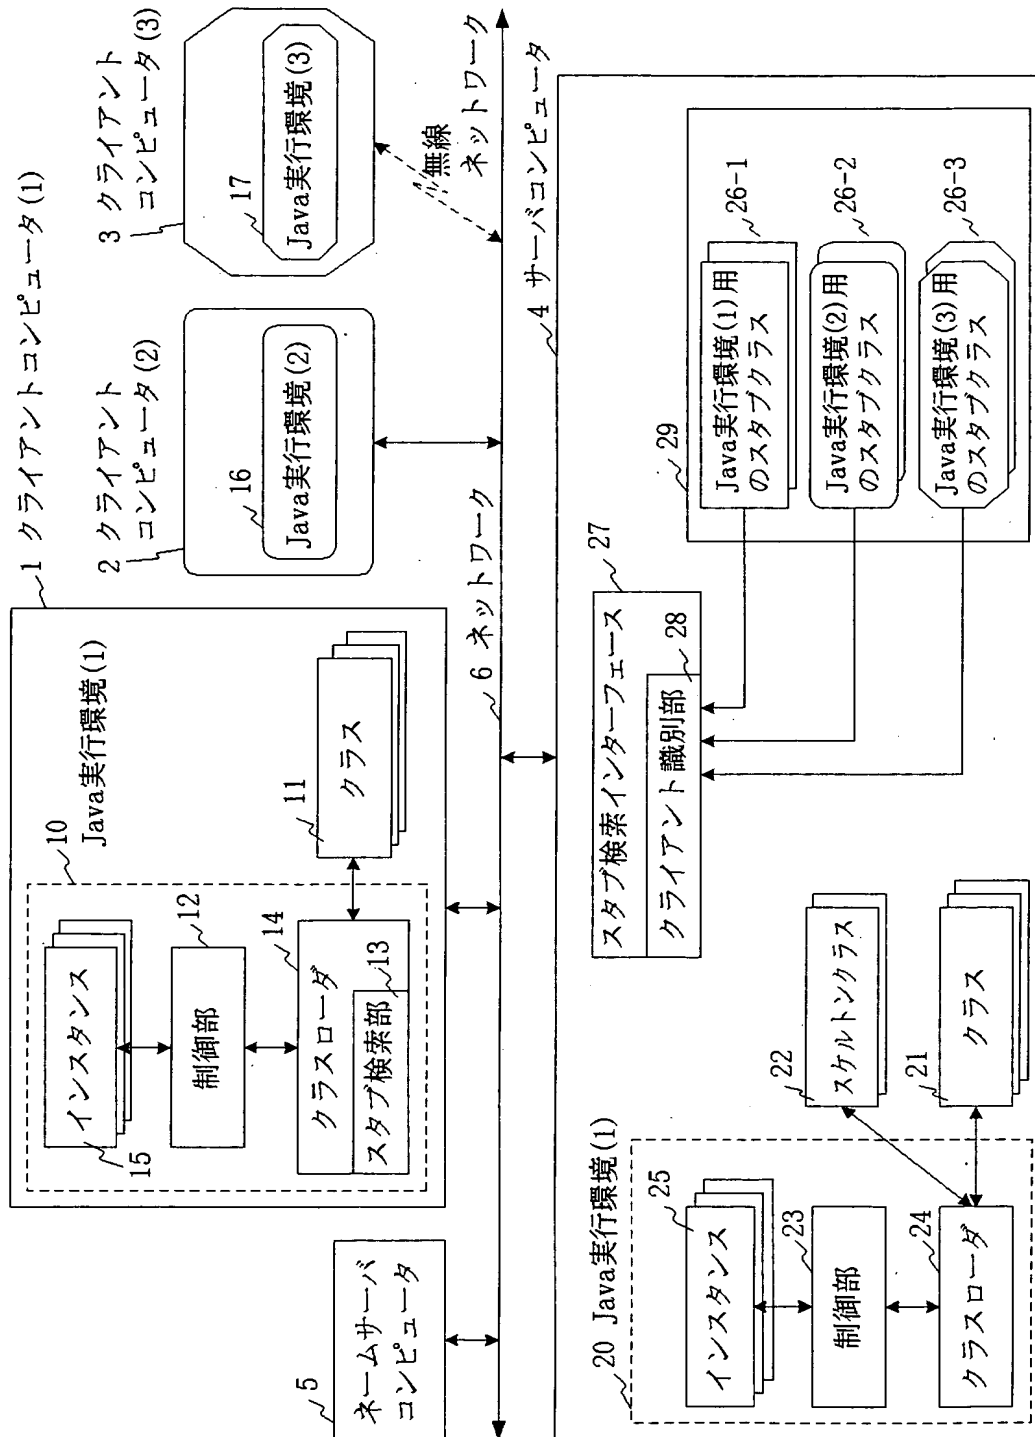 5
ネームサーバ
コンピュータ
1 クライアントコンピュータ(1)
10
Java実行環境(1)
インスタンス
15
制御部
12
クラスローダ
14
スタブ検索部
13
クラス
11
2 クライアント
コンピュータ(2)
16
Java実行環境(2)
3 クライアント
コンピュータ(3)
17
Java実行環境(3)
無線
ネットワーク
6 ネットワーク
4 サーバコンピュータ
20 Java実行環境(1)
インスタンス
25
制御部
23
クラスローダ
24
22
スケルトンクラス
21
クラス
スタブ検索インターフェース
27
クライアント識別部
28
29
Java実行環境(1)用
のスタブクラス
26-1
Java実行環境(2)用
のスタブクラス
26-2
Java実行環境(3)用
のスタブクラス
26-3